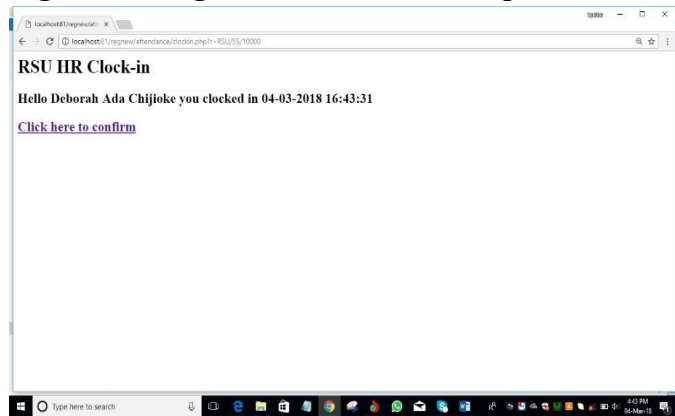 localhost:81/regnew/att
localhost:81/regnew/attendance/clockin.php?r=RSU/SS/10000
RSU HR Clock-in
Hello Deborah Ada Chijioke you clocked in 04-03-2018 16:43:31
Click here to confirm
Type here to search
4:43 PM
04-Mar-18